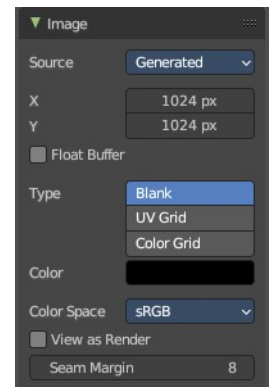 Image
Source Generated
X 1024 px
Y 1024 px
Float Buffer
Type Blank
UV Grid
Color Grid
Color
Color Space sRGB
View as Render
Seam Margin 8